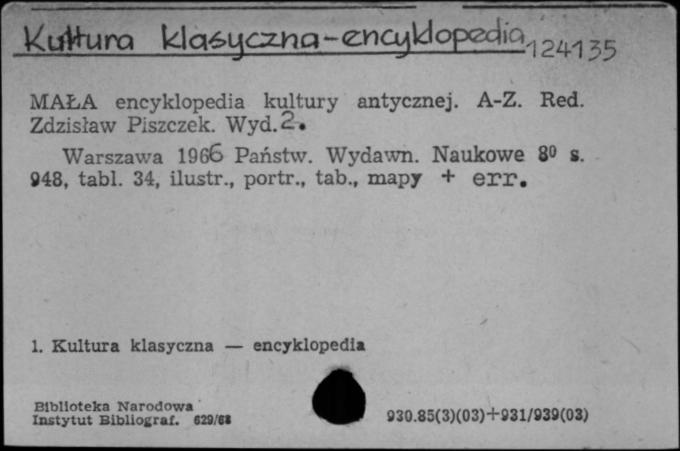 Kultura klasyczna-encyklopedia 124135
MAŁA encyklopedia kultury antycznej. A-Z. Red.
Zdzisław Piszczek. Wyd. 2.
Warszawa 1966 Państw. Wydawn. Naukowe 8⁰ s.
948, tabl. 34, ilustr., portr., tab., mapy + err.
1. Kultura klasyczna — encyklopedia
Biblioteka Narodowa
Instytut Bibliograf. 629/68
930.85(3)(03)+931/939(03)